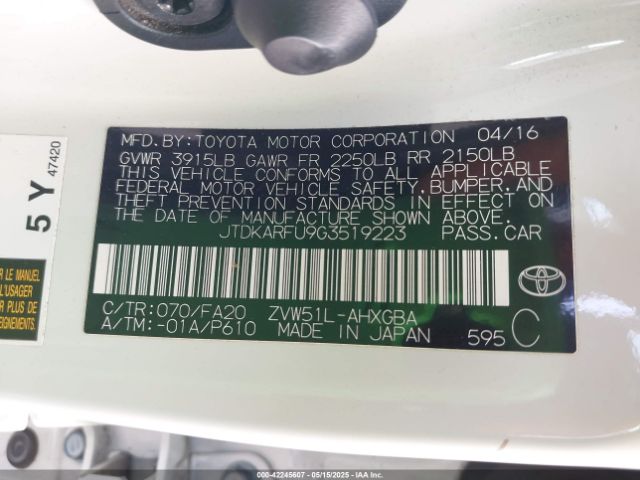 MFD. BY: TOYOTA MOTOR CORPORATION 04/16
GVWR 3915LB GAWR FR 2250LB RR 2150LB
THIS VEHICLE CONFORMS TO ALL APPLICABLE
FEDERAL MOTOR VEHICLE SAFETY, BUMPER, AND
THEFT PREVENTION STANDARDS IN EFFECT ON
THE DATE OF MANUFACTURE SHOWN ABOVE.
JTDKARFU9G3519223 PASS. CAR
C/TR: 070/FA20 ZVW51L-AHXGBA
A/TM: -01A/P610 MADE IN JAPAN 595 C
5 Y
47420
R LE MANUEL
L'USAGER
R PLUS DE
000-42245607 - 05/15/2025 - IAAHolding, LLC